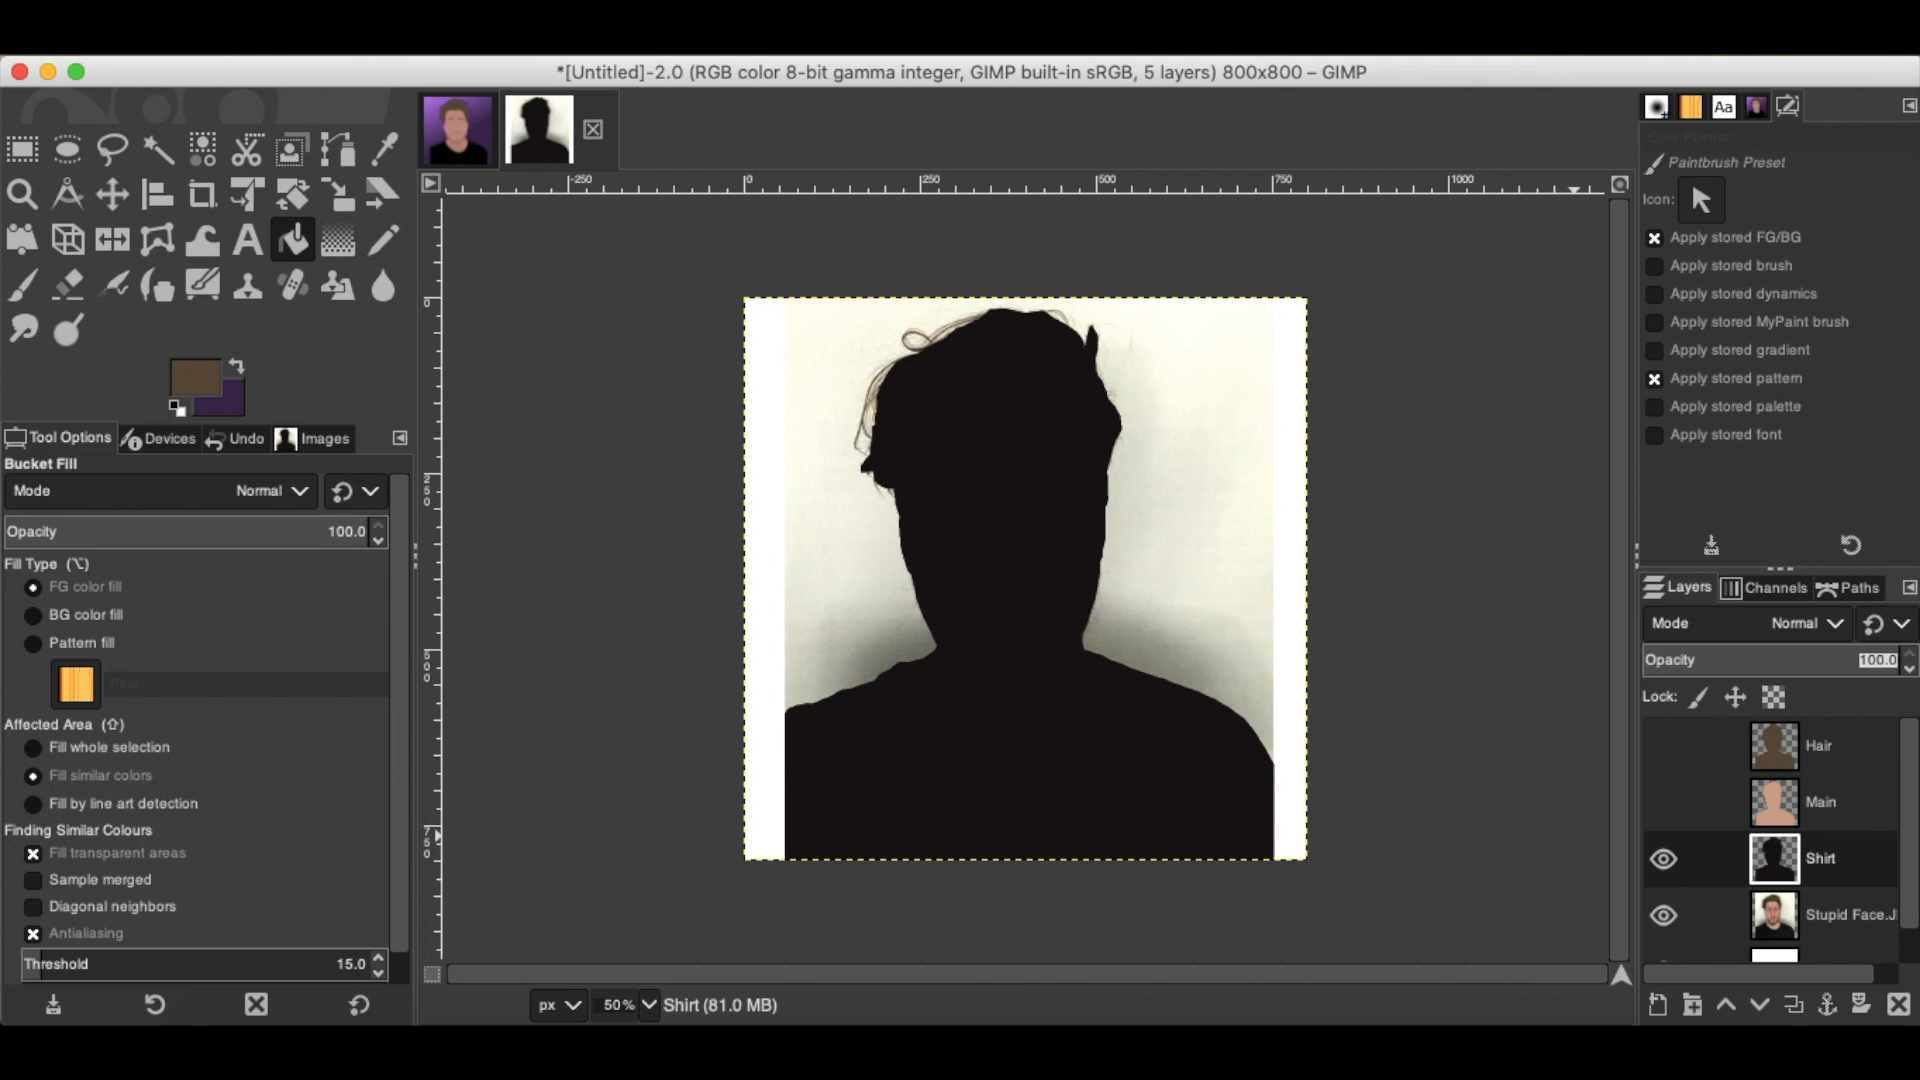 *[Untitled]-2.0 (RGB color 8-bit gamma integer, GIMP built-in sRGB, 5 layers) 800x800 – GIMP
Aa
Paintbrush Preset
Icon:
Apply stored FG/BG
Apply stored brush
Apply stored dynamics
Apply stored MyPaint brush
Apply stored gradient
Apply stored pattern
Apply stored palette
Apply stored font
-250
0
250
500
750
1000
0
250
500
750
Tool Options
Devices
Undo
Images
Bucket Fill
Mode Normal
Opacity 100.0
Fill Type (⌥)
FG color fill
BG color fill
Pattern fill
Pine
Affected Area (⇧)
Fill whole selection
Fill similar colors
Fill by line art detection
Finding Similar Colours
Fill transparent areas
Sample merged
Diagonal neighbors
Antialiasing
Threshold 15.0
px 50% Shirt (81.0 MB)
Layers
Channels
Paths
Mode Normal
Opacity 100.0
Lock:
Hair
Main
Shirt
Stupid Face.J